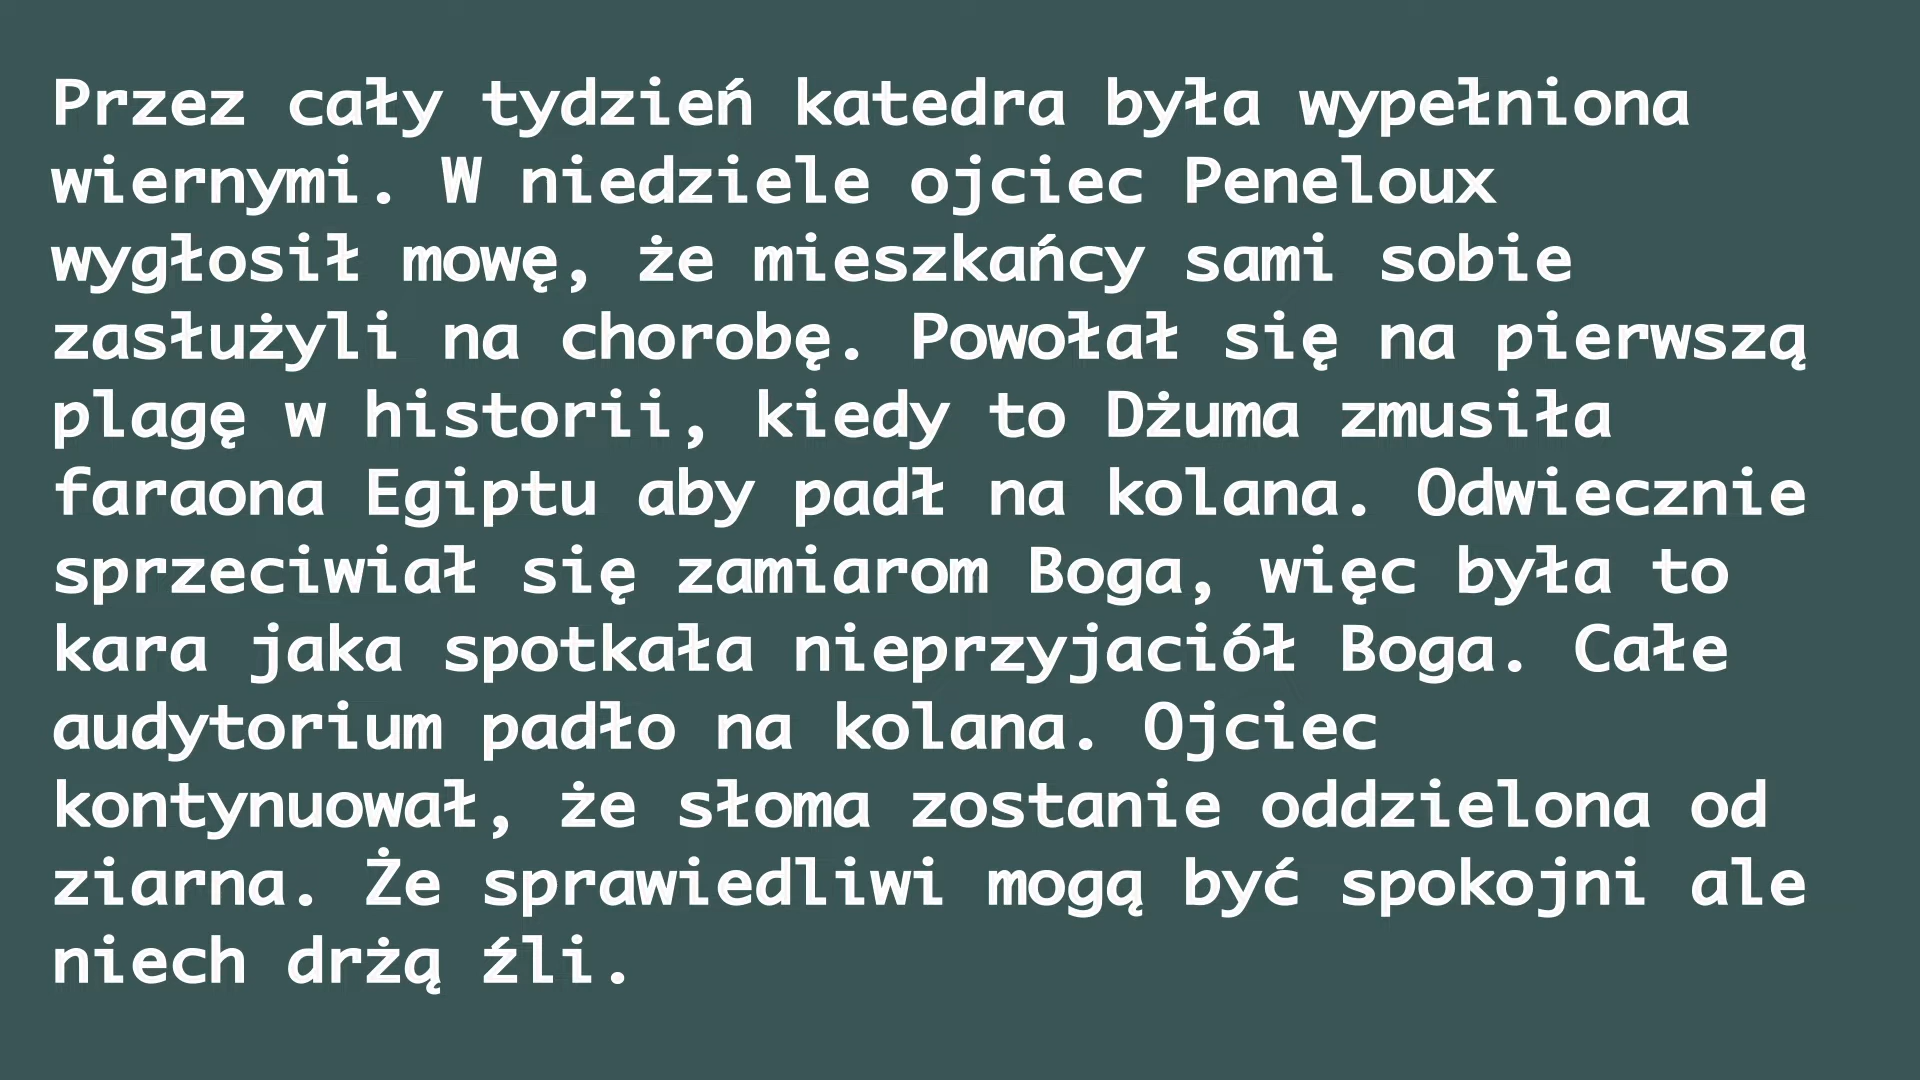 Przez cały tydzień katedra była wypełniona
wiernymi. W niedziele ojciec Peneloux
wygłosił mowę, że mieszkańcy sami sobie
zasłużyli na chorobę. Powołał się na pierwszą
plagę w historii, kiedy to Dżuma zmusiła
faraona Egiptu aby padł na kolana. Odwiecznie
sprzeciwiał się zamiarom Boga, więc była to
kara jaka spotkała nieprzyjaciół Boga. Całe
audytorium padło na kolana. Ojciec
kontynuował, że słoma zostanie oddzielona od
ziarna. Że sprawiedliwi mogą być spokojni ale
niech drżą źli.